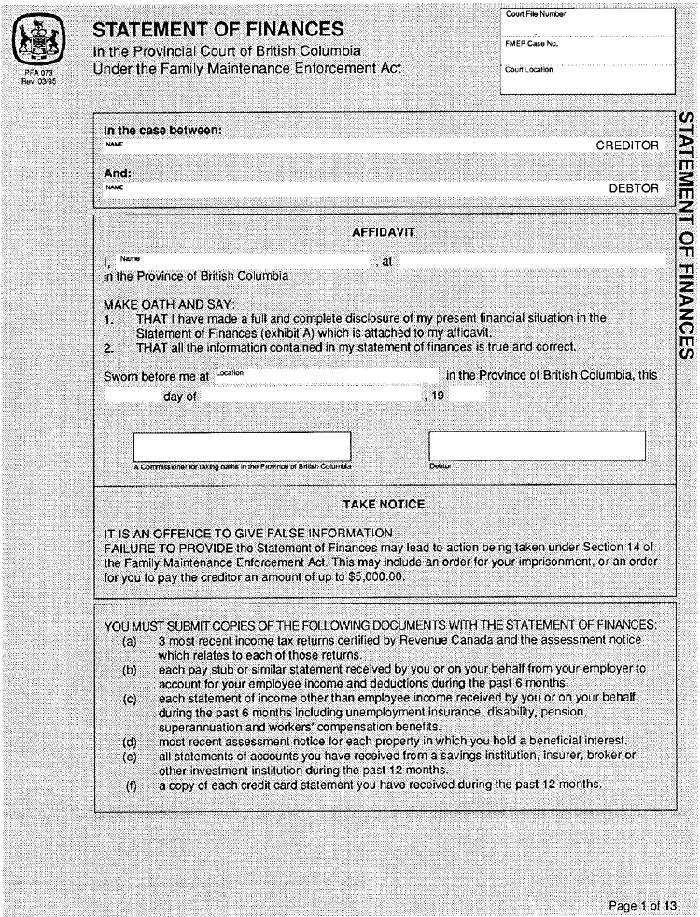 STATEMENT OF FINANCES
In the Provincial Court of British Columbia
Under the Family Maintenance Enforcement Act
PFA 073
Rev. 03/95
Court File Number
FMEP Case No.
Court Location
STATEMENT OF FINANCES
In the case between:
NAME
CREDITOR
And:
NAME
DEBTOR
AFFIDAVIT
I, Name , at
in the Province of British Columbia
MAKE OATH AND SAY:
1. THAT I have made a full and complete disclosure of my present financial situation in the
Statement of Finances (exhibit A) which is attached to my affidavit.
2. THAT all the information contained in my statement of finances is true and correct.
Sworn before me at Location in the Province of British Columbia, this
day of , 19
A Commissioner for taking oaths in the Province of British Columbia
Debtor
TAKE NOTICE
IT IS AN OFFENCE TO GIVE FALSE INFORMATION
FAILURE TO PROVIDE the Statement of Finances may lead to action being taken under Section 14 of
the Family Maintenance Enforcement Act. This may include an order for your imprisonment, or an order
for you to pay the creditor an amount of up to $5,000.00.
YOU MUST SUBMIT COPIES OF THE FOLLOWING DOCUMENTS WITH THE STATEMENT OF FINANCES:
(a) 3 most recent income tax returns certified by Revenue Canada and the assessment notice
which relates to each of those returns.
(b) each pay stub or similar statement received by you or on your behalf from your employer to
account for your employee income and deductions during the past 6 months.
(c) each statement of income other than employee income received by you or on your behalf
during the past 6 months including unemployment insurance, disability, pension,
superannuation and workers' compensation benefits.
(d) most recent assessment notice for each property in which you hold a beneficial interest.
(e) all statements of accounts you have received from a savings institution, insurer, broker or
other investment institution during the past 12 months.
(f) a copy of each credit card statement you have received during the past 12 months.
Page 1 of 13